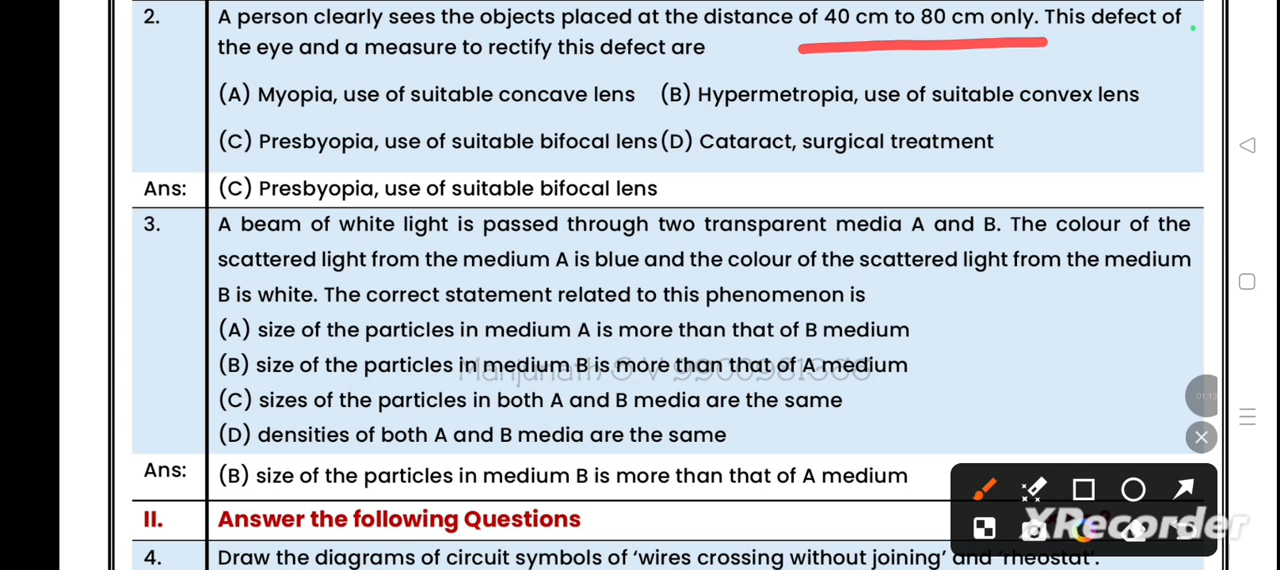 2. A person clearly sees the objects placed at the distance of 40 cm to 80 cm only. This defect of
the eye and a measure to rectify this defect are
(A) Myopia, use of suitable concave lens (B) Hypermetropia, use of suitable convex lens
(C) Presbyopia, use of suitable bifocal lens (D) Cataract, surgical treatment
Ans: (C) Presbyopia, use of suitable bifocal lens
3. A beam of white light is passed through two transparent media A and B. The colour of the
scattered light from the medium A is blue and the colour of the scattered light from the medium
B is white. The correct statement related to this phenomenon is
(A) size of the particles in medium A is more than that of B medium
(B) size of the particles in medium B is more than that of A medium
(C) sizes of the particles in both A and B media are the same
01:13
(D) densities of both A and B media are the same
Ans: (B) size of the particles in medium B is more than that of A medium
II. Answer the following Questions
XRecorder
4. Draw the diagrams of circuit symbols of 'wires crossing without joining' and 'rheostat'.